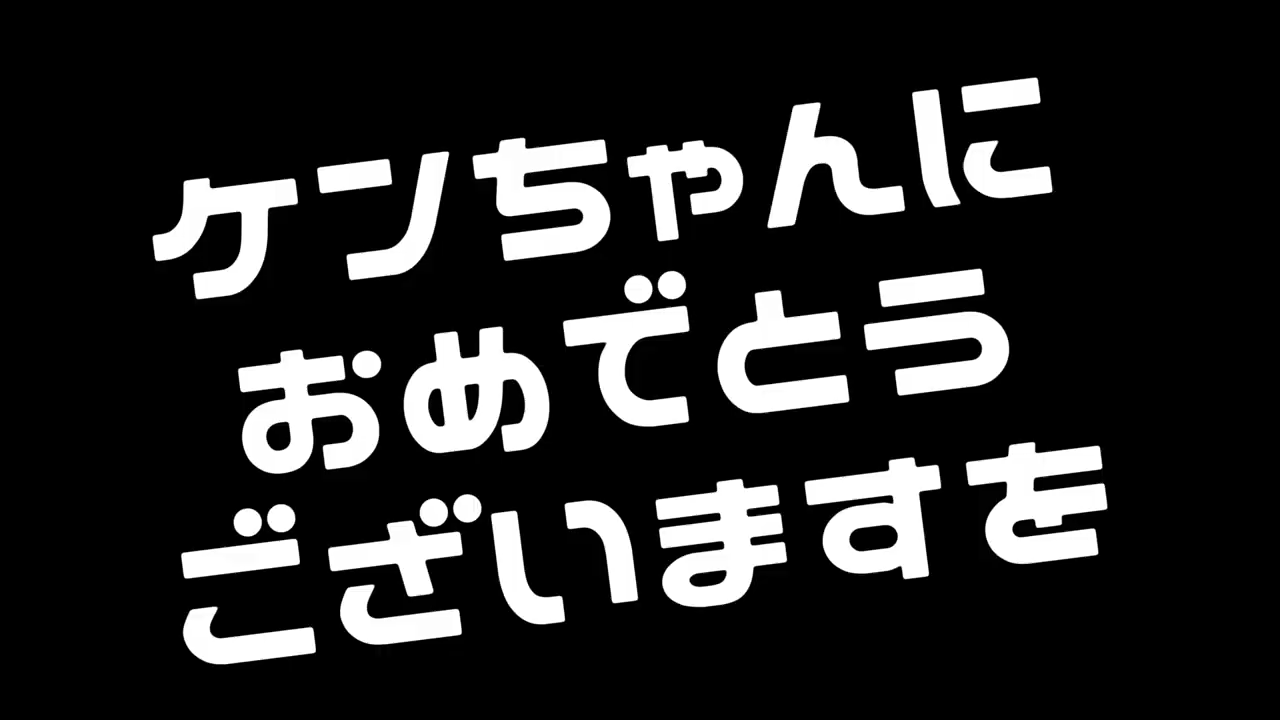 ケンちゃんに
おめでとう
ございますを